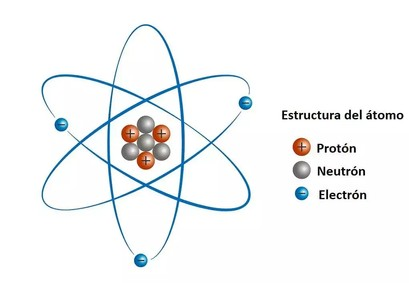 Estructura del átomo
Protón
Neutrón
Electrón